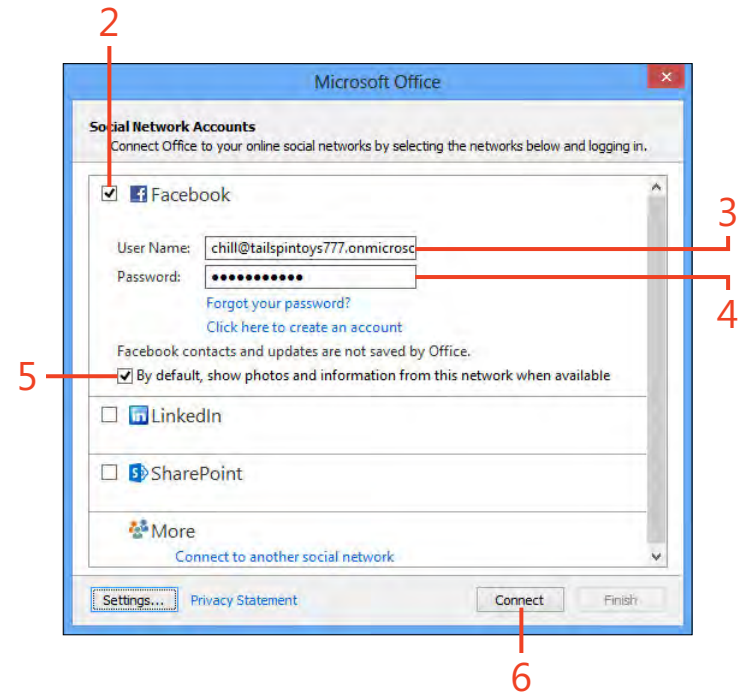 2
Microsoft Office
Social Network Accounts
Connect Office to your online social networks by selecting the networks below and logging in.
Facebook
3
User Name: chill@tailspintoys777.onmicrosc
Password: ●●●●●●●●●●●
4
Forgot your password?
Click here to create an account
Facebook contacts and updates are not saved by Office.
5
By default, show photos and information from this network when available
LinkedIn
SharePoint
More
Connect to another social network
Settings... Privacy Statement Connect Finish
6